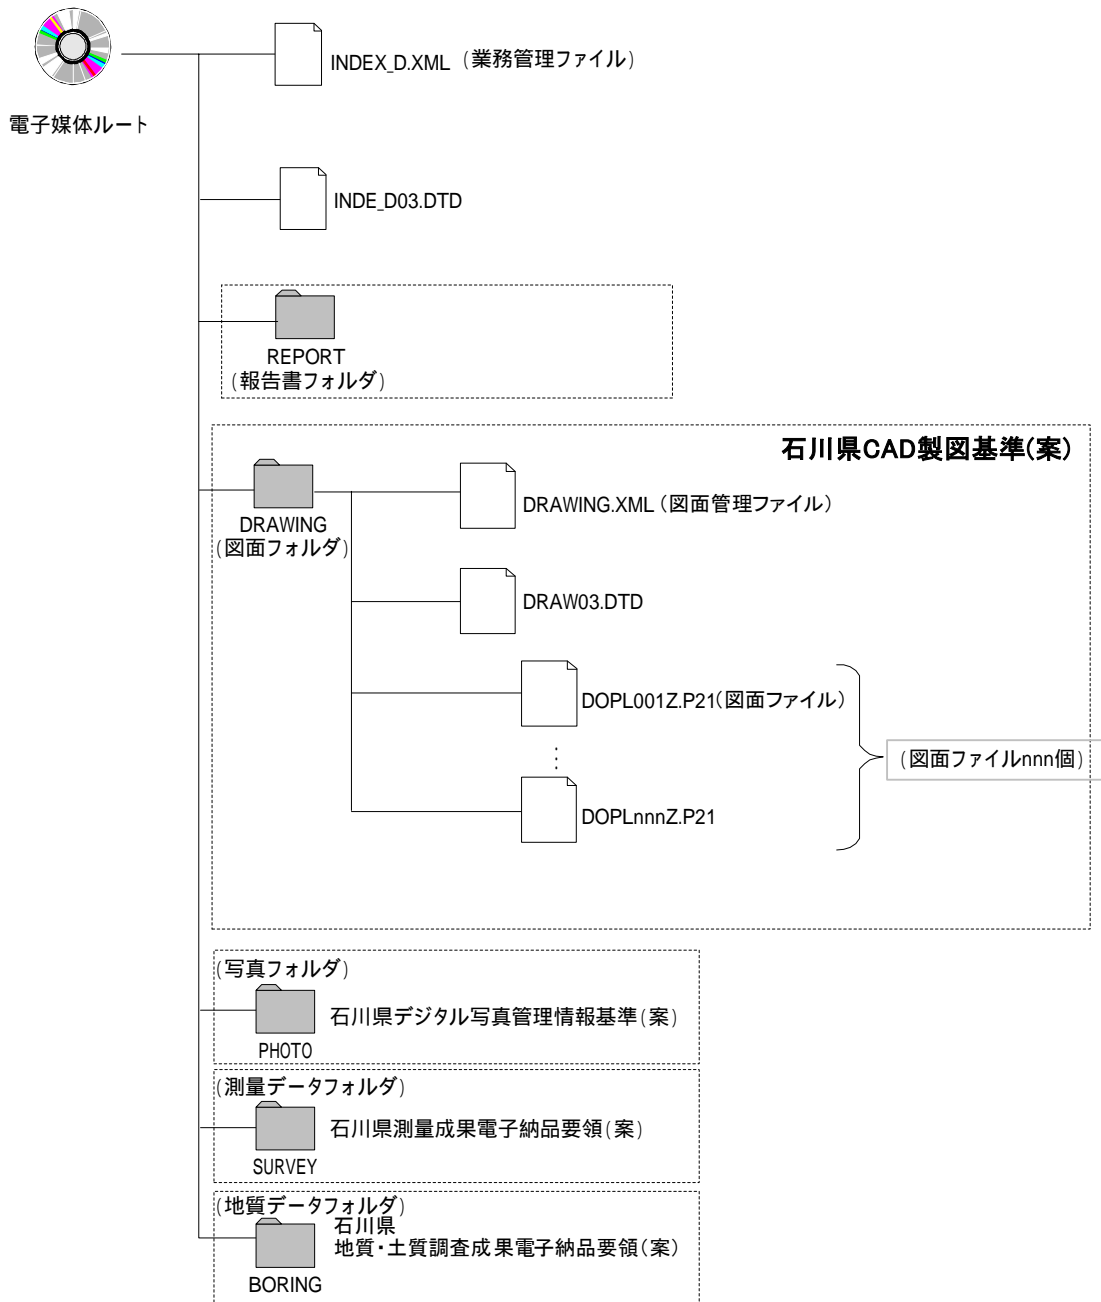 INDEX_D.XML (業務管理ファイル)
電子媒体ルート
INDE_D03.DTD
REPORT
(報告書フォルダ)
石川県CAD製図基準(案)
DRAWING
(図面フォルダ)
DRAWING.XML (図面管理ファイル)
DRAW03.DTD
DOPL001Z.P21(図面ファイル)
(図面ファイルnnn個)
DOPLnnnZ.P21
(写真フォルダ)
石川県デジタル写真管理情報基準(案)
PHOTO
(測量データフォルダ)
石川県測量成果電子納品要領(案)
SURVEY
(地質データフォルダ)
石川県
地質・土質調査成果電子納品要領(案)
BORING